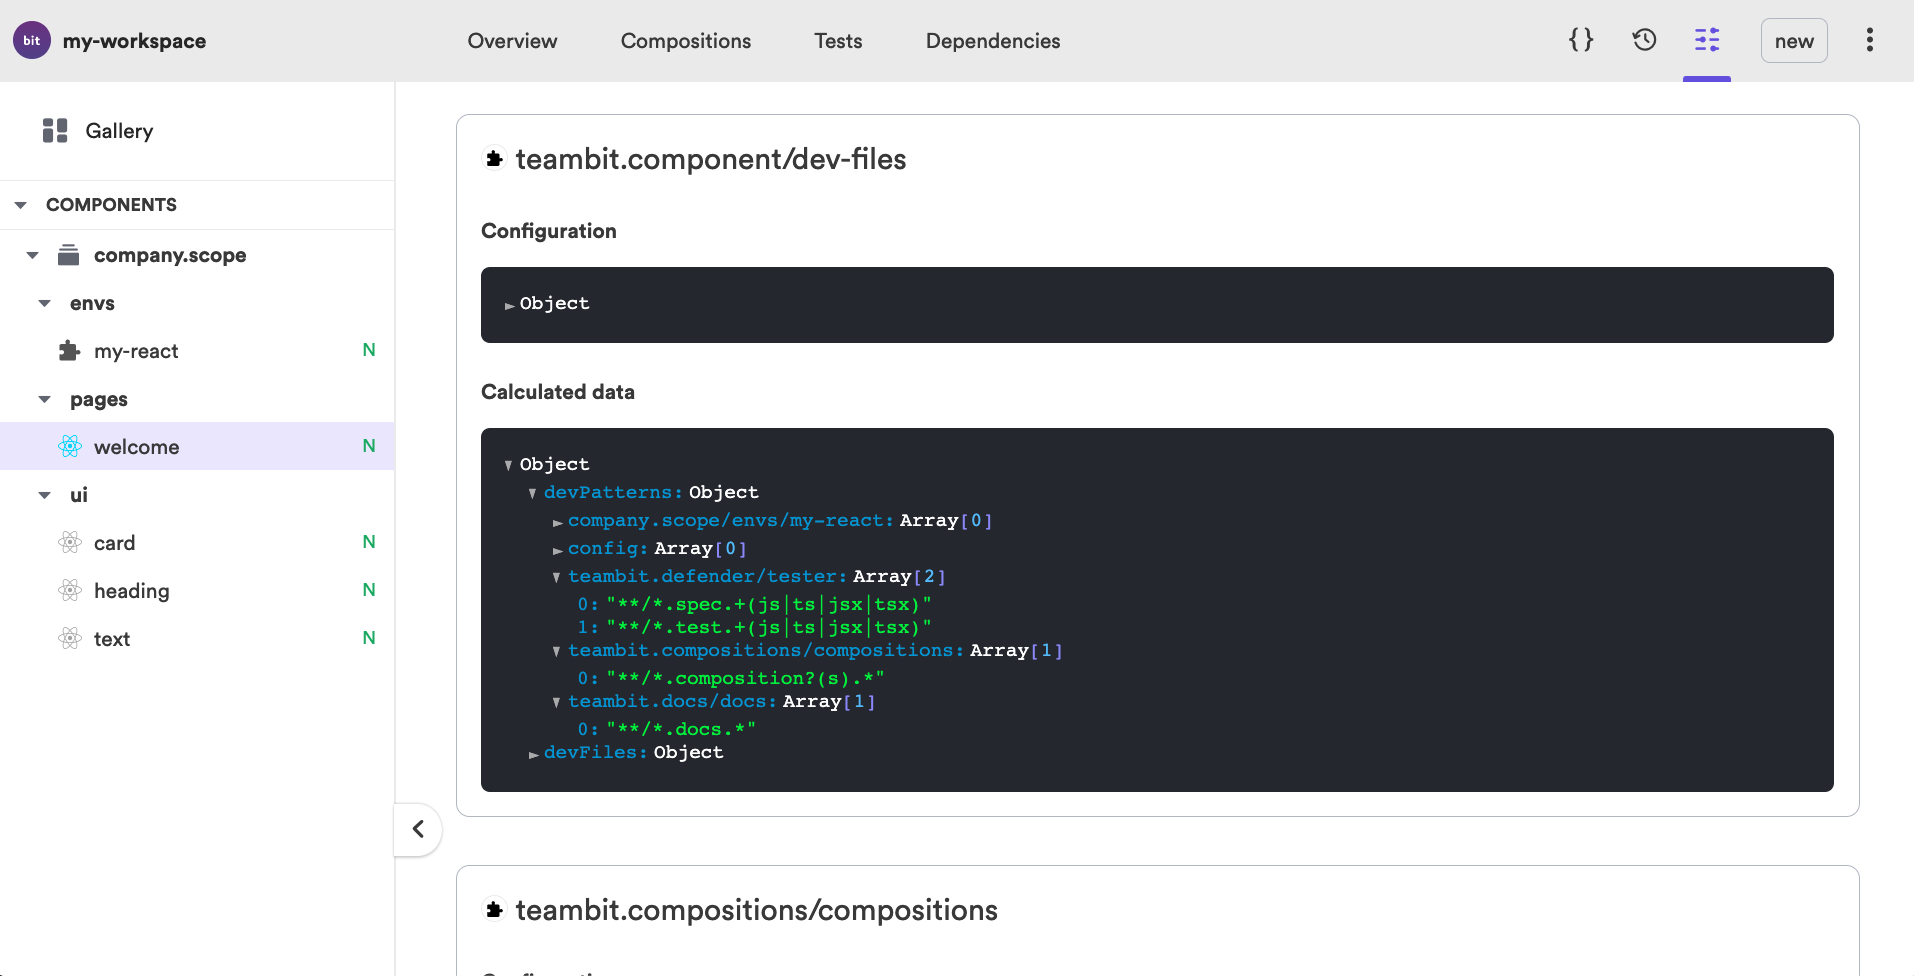 bit my-workspace Overview Compositions Tests Dependencies { } new
Gallery
COMPONENTS
company.scope
envs
my-react N
pages
welcome N
ui
card N
heading N
text N
teambit.component/dev-files
Configuration
Object
Calculated data
Object
devPatterns: Object
company.scope/envs/my-react: Array[0]
config: Array[0]
teambit.defender/tester: Array[2]
0: "**/*.spec.+(js|ts|jsx|tsx)"
1: "**/*.test.+(js|ts|jsx|tsx)"
teambit.compositions/compositions: Array[1]
0: "**/*.composition?(s).*"
teambit.docs/docs: Array[1]
0: "**/*.docs.*"
devFiles: Object
teambit.compositions/compositions